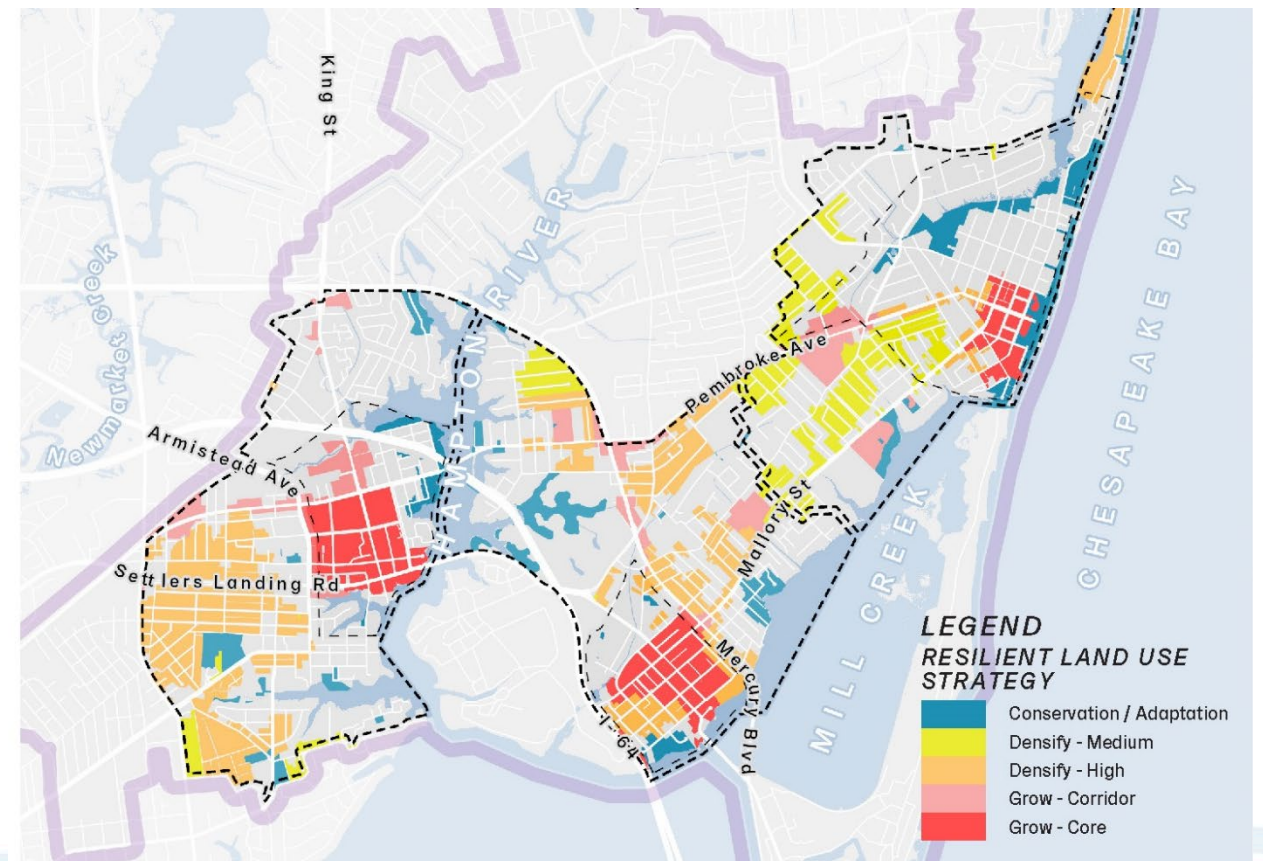 King St
Newmarket Creek
HAMPTON RIVER
CHESAPEAKE BAY
Pembroke Ave
Armistead Ave
Mallory St
Settlers Landing Rd
MILL CREEK
Mercury Blvd
I-64
LEGEND
RESILIENT LAND USE
STRATEGY
Conservation / Adaptation
Densify - Medium
Densify - High
Grow - Corridor
Grow - Core